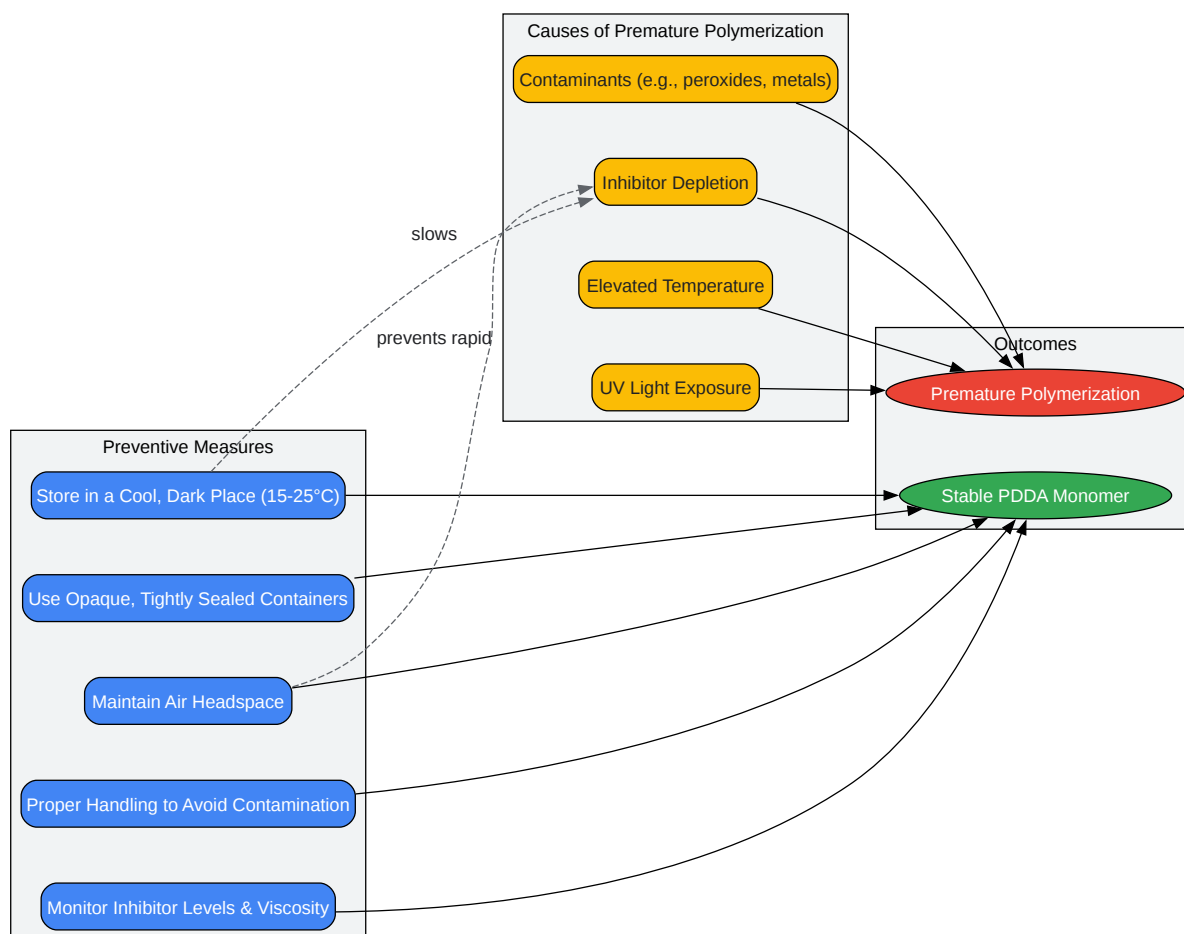 Causes of Premature Polymerization
Contaminants (e.g., peroxides, metals)
Inhibitor Depletion
slows
Elevated Temperature
prevents rapid
Outcomes
UV Light Exposure
Premature Polymerization
Preventive Measures
Store in a Cool, Dark Place (15-25°C)
Stable PDDA Monomer
Use Opaque, Tightly Sealed Containers
Maintain Air Headspace
Proper Handling to Avoid Contamination
Monitor Inhibitor Levels & Viscosity